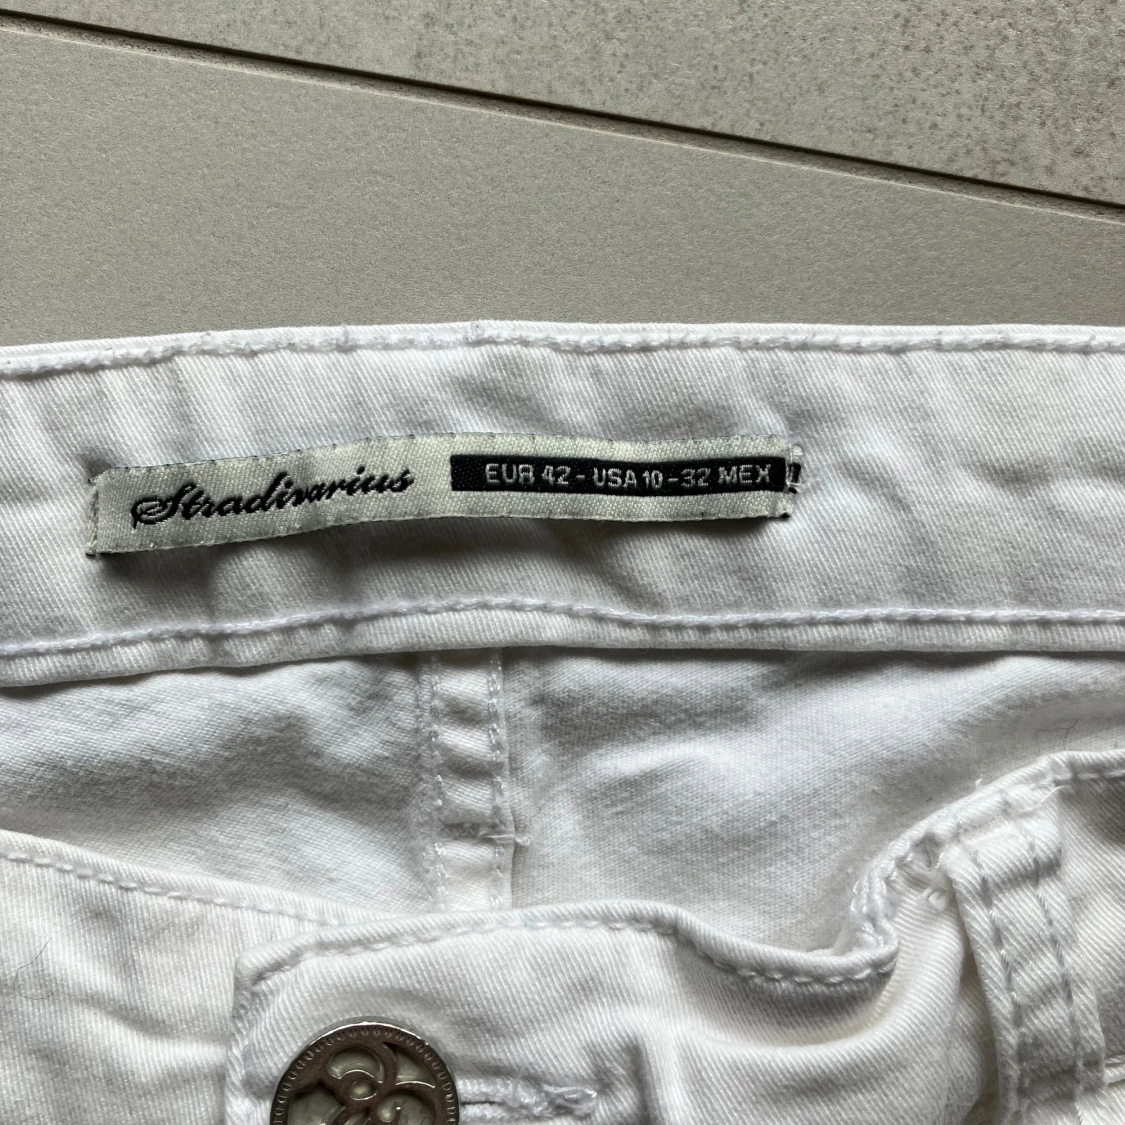 Stradivarius
EUR 42 - USA 10 - 32 MEX